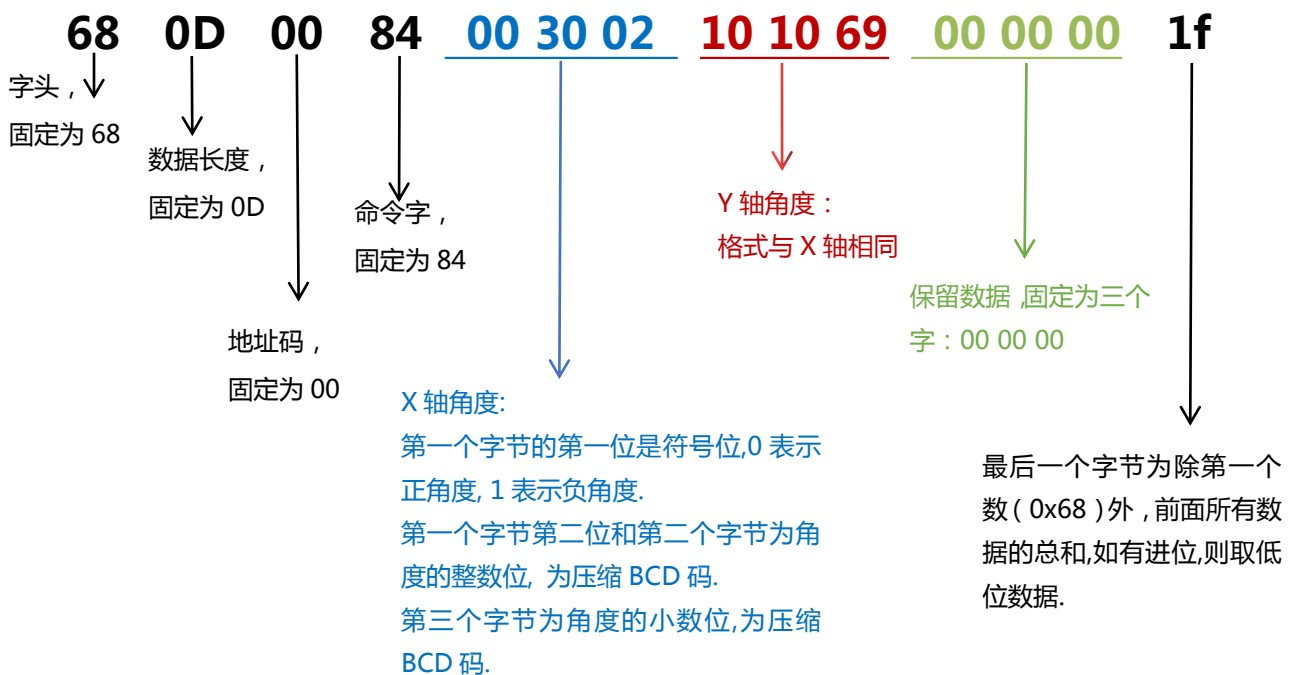 68 0D 00 84 00 30 02 10 10 69 00 00 00 1f
字头，
固定为 68
数据长度，
固定为 0D
命令字，
固定为 84
地址码，
固定为 00
X 轴角度:
第一个字节的第一位是符号位,0 表示
正角度, 1 表示负角度.
第一个字节第二位和第二个字节为角
度的整数位, 为压缩 BCD 码.
第三个字节为角度的小数位,为压缩
BCD 码.
Y 轴角度：
格式与 X 轴相同
保留数据 ,固定为三个
字：00 00 00
最后一个字节为除第一个
数（0x68）外，前面所有数
据的总和,如有进位,则取低
位数据.